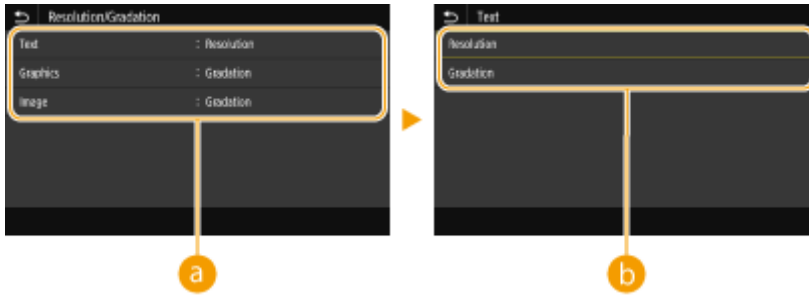 Resolution/Gradation
Text : Resolution
Graphics : Gradation
Image : Gradation
a
Text
Resolution
Gradation
b